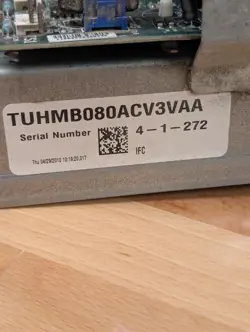 TUHMB080ACV3VAA
Serial Number
4-1-272
IFC